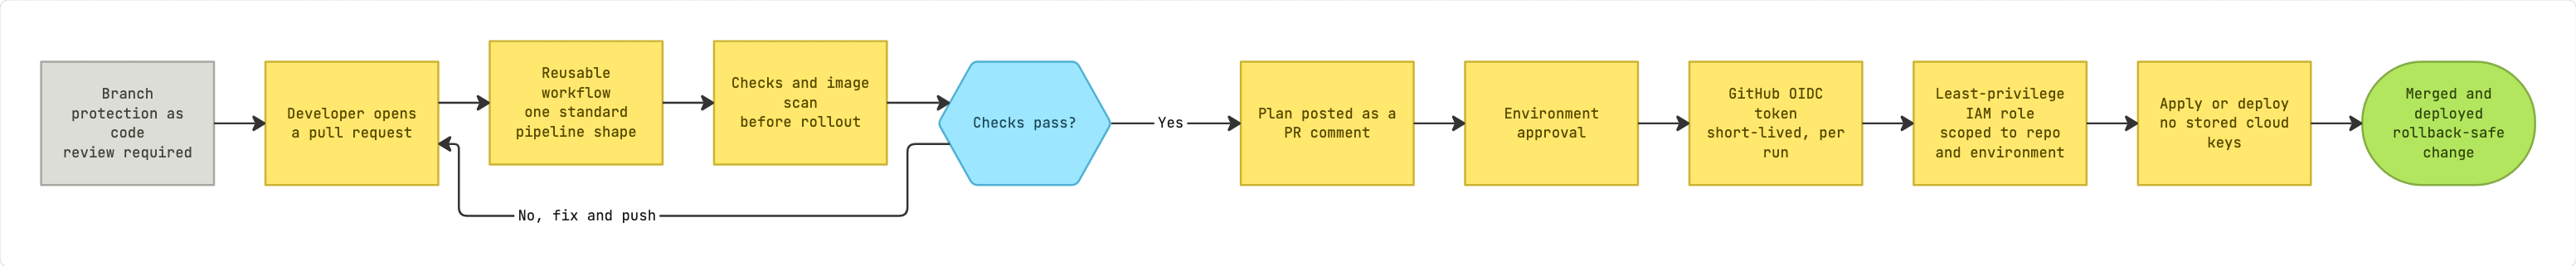 Branch
protection as
code
review required
Developer opens
a pull request
Reusable
workflow
one standard
pipeline shape
Checks and image
scan
before rollout
Checks pass?
Yes
No, fix and push
Plan posted as a
PR comment
Environment
approval
GitHub OIDC
token
short-lived, per
run
Least-privilege
IAM role
scoped to repo
and environment
Apply or deploy
no stored cloud
keys
Merged and
deployed
rollback-safe
change